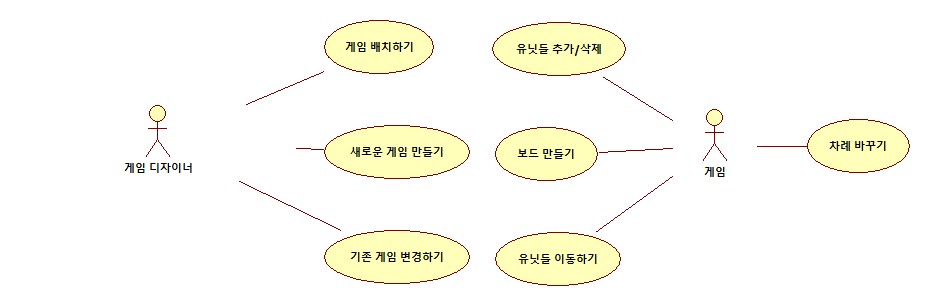 게임 배치하기
유닛들 추가/삭제
게임 디자이너
새로운 게임 만들기
보드 만들기
게임
차례 바꾸기
기존 게임 변경하기
유닛들 이동하기